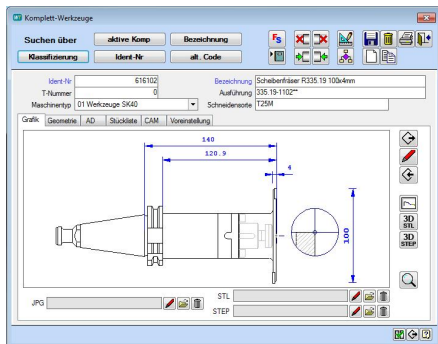 Komplett-Werkzeuge
Suchen über
aktive Komp
Bezeichnung
Klassifizierung
Ident-Nr
alt. Code
FS
Ident-Nr 616102
Bezeichnung Scheibenfräser R335.19 100x4mm
T-Nummer 0
Ausführung 335.19-1102**
Maschinentyp 01 Werkzeuge SK40
Schneidensorte T25M
Grafik Geometrie AD Stückliste CAM Voreinstellung
140
120.9
4
100
3D STL
3D STEP
JPG
STL
STEP